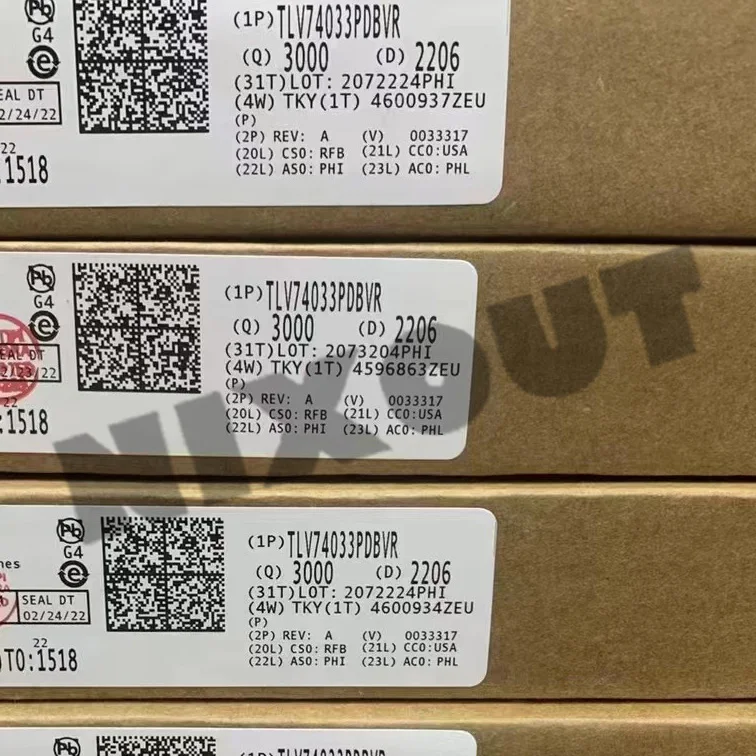 (1P)TLV74033PDBVR
Pb
G4
(Q) 3000 (D) 2206
e
(31T)LOT: 2072224PHI
EAL DT
(4W) TKY(1T) 4600937ZEU
2/24/22
(P)
(2P) REV: A (V) 0033317
22
(20L) CSO: RFB (21L) CCO:USA
:1518
(22L) ASO: PHI (23L) ACO: PHL
Pb
G4
(1P)TLV74033PDBVR
(Q) 3000 (D) 2206
e
(31T)LOT: 2073204PHI
EAL DT
(4W) TKY(1T) 4596863ZEU
2/23/22
(P)
(2P) REV: A (V) 0033317
22
(20L) CSO: RFB (21L) CCO:USA
:1518
(22L) ASO: PHI (23L) ACO: PHL
NIXOUT
Pb
G4
(1P)TLV74033PDBVR
nes
(Q) 3000 (D) 2206
e
(31T)LOT: 2072224PHI
SEAL DT
(4W) TKY(1T) 4600934ZEU
02/24/22
(P)
(2P) REV: A (V) 0033317
22
(20L) CSO: RFB (21L) CCO:USA
TO:1518
(22L) ASO: PHI (23L) ACO: PHL
Pb
(1P)TLV74033PDBVR